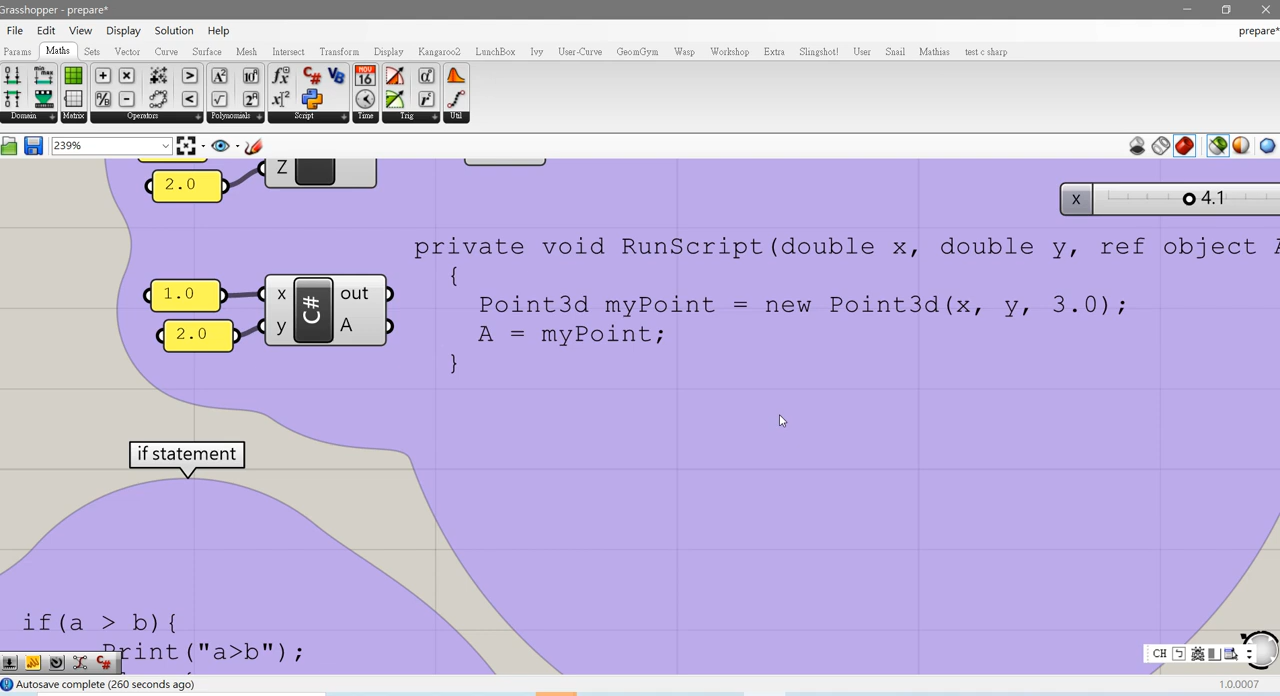 Grasshopper - prepare*
File Edit View Display Solution Help
prepare*
Params Maths Sets Vector Curve Surface Mesh Intersect Transform Display Kangaroo2 LunchBox Ivy User-Curve GeomGym Wasp Workshop Extra Slingshot! User Snail Mathias test c sharp
Domain Matrix Operators Polynomials Script Time Trig Util
239%
2.0
Z
X
4.1
private void RunScript(double x, double y, ref object A
{
1.0
x
C#
out
Point3d myPoint = new Point3d(x, y, 3.0);
2.0
y
A
A = myPoint;
}
if statement
if(a > b){
Print("a>b");
CH
Autosave complete (260 seconds ago)
1.0.0007